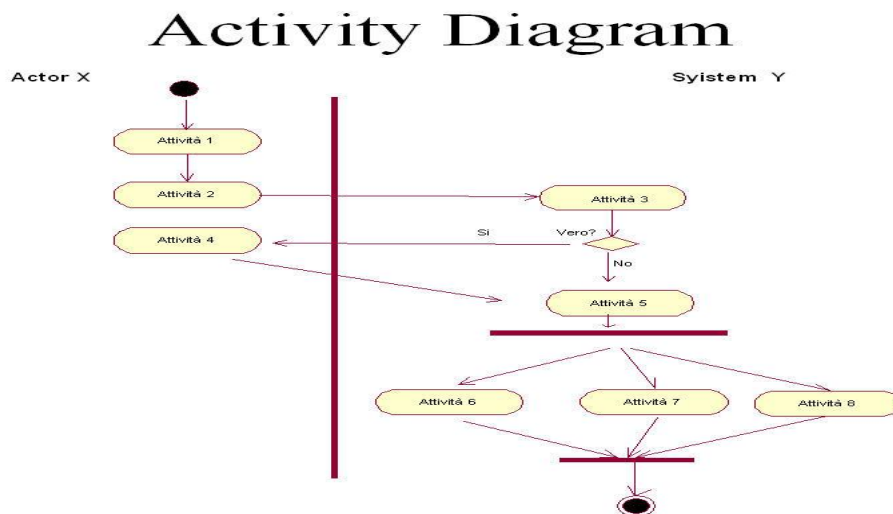 Activity Diagram
Actor X
Syistem Y
Attività 1
Attività 2
Attività 3
Attività 4
Si
Vero?
No
Attività 5
Attività 6
Attività 7
Attività 8